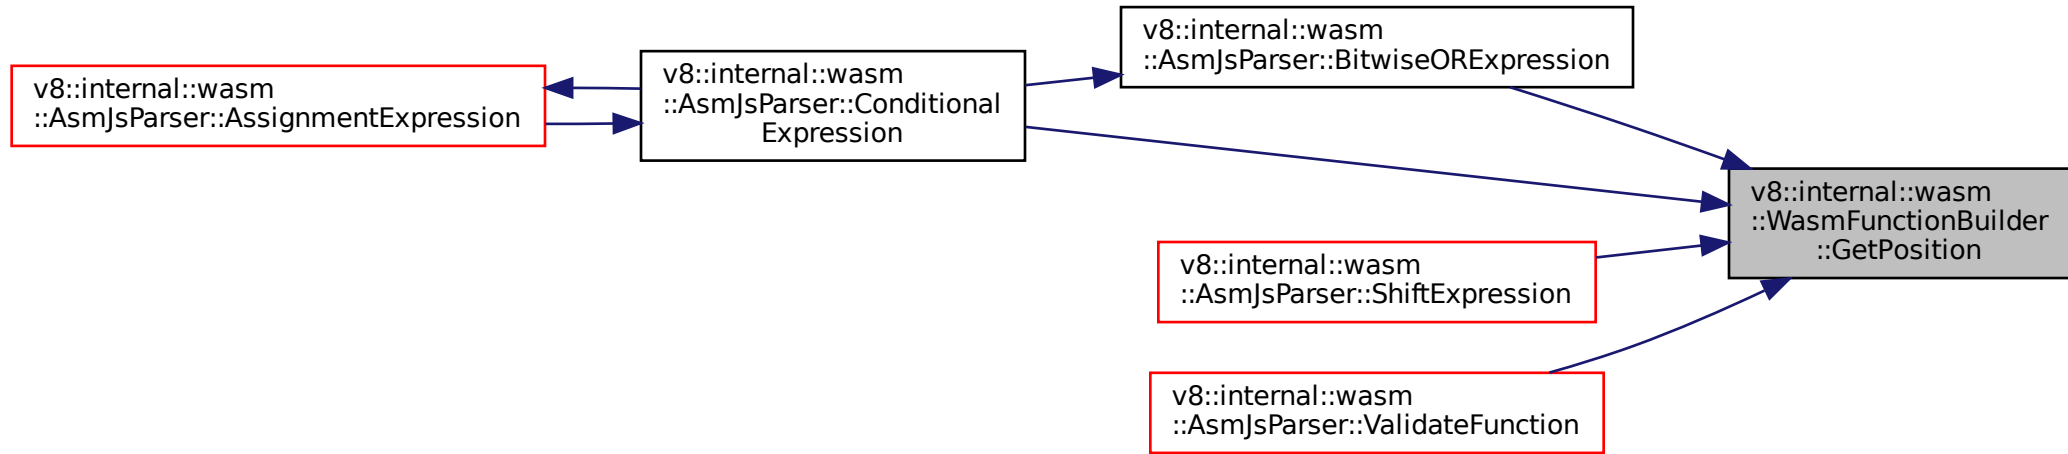 v8::internal::wasm
::AsmJsParser::AssignmentExpression
v8::internal::wasm
::AsmJsParser::Conditional
Expression
v8::internal::wasm
::AsmJsParser::BitwiseORExpression
v8::internal::wasm
::WasmFunctionBuilder
::GetPosition
v8::internal::wasm
::AsmJsParser::ShiftExpression
v8::internal::wasm
::AsmJsParser::ValidateFunction